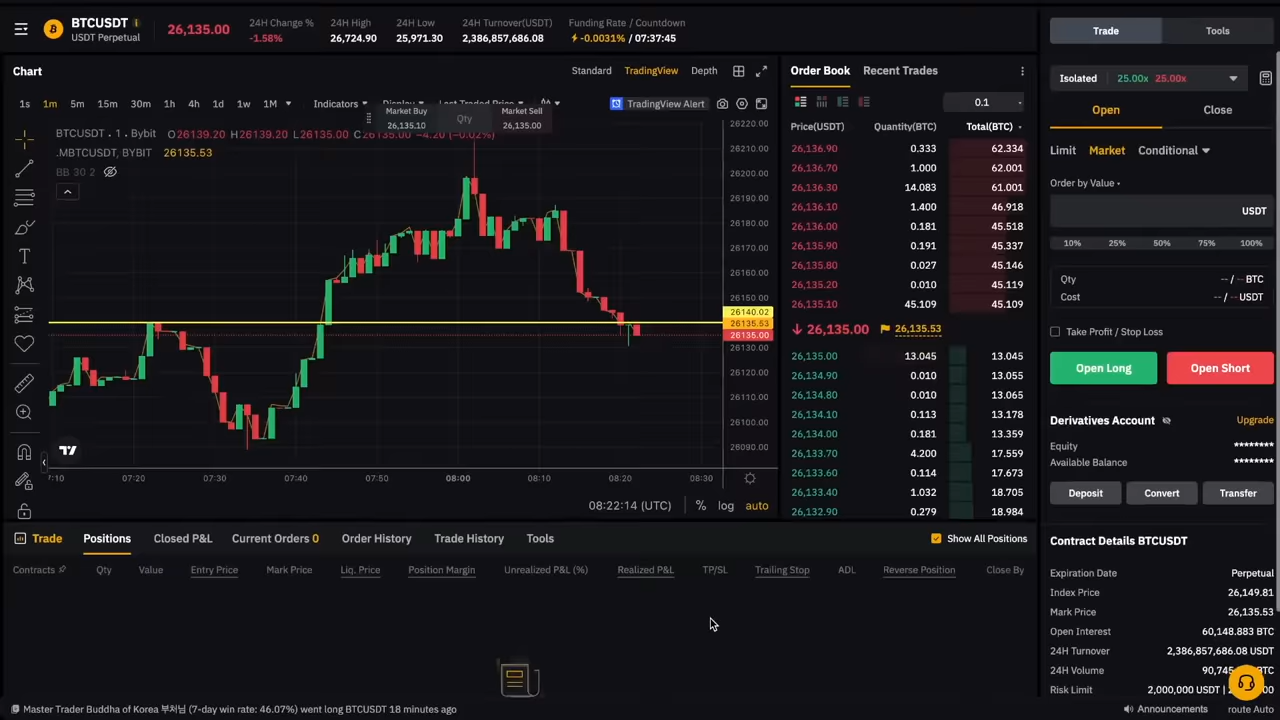 BTCUSDT
USDT Perpetual
26,135.00
24H Change %
-1.58%
24H High
26,724.90
24H Low
25,971.30
24H Turnover(USDT)
2,386,857,686.08
Funding Rate / Countdown
-0.0031% / 07:37:45
Chart
Standard TradingView Depth
1s 1m 5m 15m 30m 1h 4h 1d 1w 1M Indicators Display Last Traded Price TradingView Alert
Market Buy
26,135.10
Qty
Market Sell
26,135.00
BTCUSDT · 1 · Bybit O26139.20 H26139.20 L26135.00 C26135.00 -4.20 (-0.02%)
.MBTCUSDT, BYBIT 26135.53
BB 30 2
26220.00
26210.00
26200.00
26190.00
26180.00
26170.00
26160.00
26150.00
26140.02
26135.53
26135.00
26130.00
26120.00
26110.00
26100.00
26090.00
7:10 07:20 07:30 07:40 07:50 08:00 08:10 08:20 08:30
08:22:14 (UTC) % log auto
Order Book Recent Trades
0.1
Price(USDT) Quantity(BTC) Total(BTC)
26,136.90 0.333 62.334
26,136.70 1.000 62.001
26,136.30 14.083 61.001
26,136.10 1.400 46.918
26,136.00 0.181 45.518
26,135.90 0.191 45.337
26,135.80 0.027 45.146
26,135.20 0.010 45.119
26,135.10 45.109 45.109
26,135.00 26,135.53
26,135.00 13.045 13.045
26,134.90 0.010 13.055
26,134.80 0.010 13.065
26,134.10 0.113 13.178
26,134.00 0.181 13.359
26,133.70 4.200 17.559
26,133.60 0.114 17.673
26,133.40 1.032 18.705
26,132.90 0.279 18.984
Trade Tools
Isolated 25.00x 25.00x
Open Close
Limit Market Conditional
Order by Value
USDT
10% 25% 50% 75% 100%
Qty -- / -- BTC
Cost -- / -- USDT
Take Profit / Stop Loss
Open Long Open Short
Derivatives Account Upgrade
Equity ********
Available Balance ********
Deposit Convert Transfer
Contract Details BTCUSDT
Expiration Date Perpetual
Index Price 26,149.81
Mark Price 26,135.53
Open Interest 60,148.883 BTC
24H Turnover 2,386,857,686.08 USDT
24H Volume 90,745 BTC
Risk Limit 2,000,000 USDT
Trade Positions Closed P&L Current Orders 0 Order History Trade History Tools Show All Positions
Contracts Qty Value Entry Price Mark Price Liq. Price Position Margin Unrealized P&L (%) Realized P&L TP/SL Trailing Stop ADL Reverse Position Close By
Master Trader Buddha of Korea 부처님 (7-day win rate: 46.07%) went long BTCUSDT 18 minutes ago
Announcements route Auto